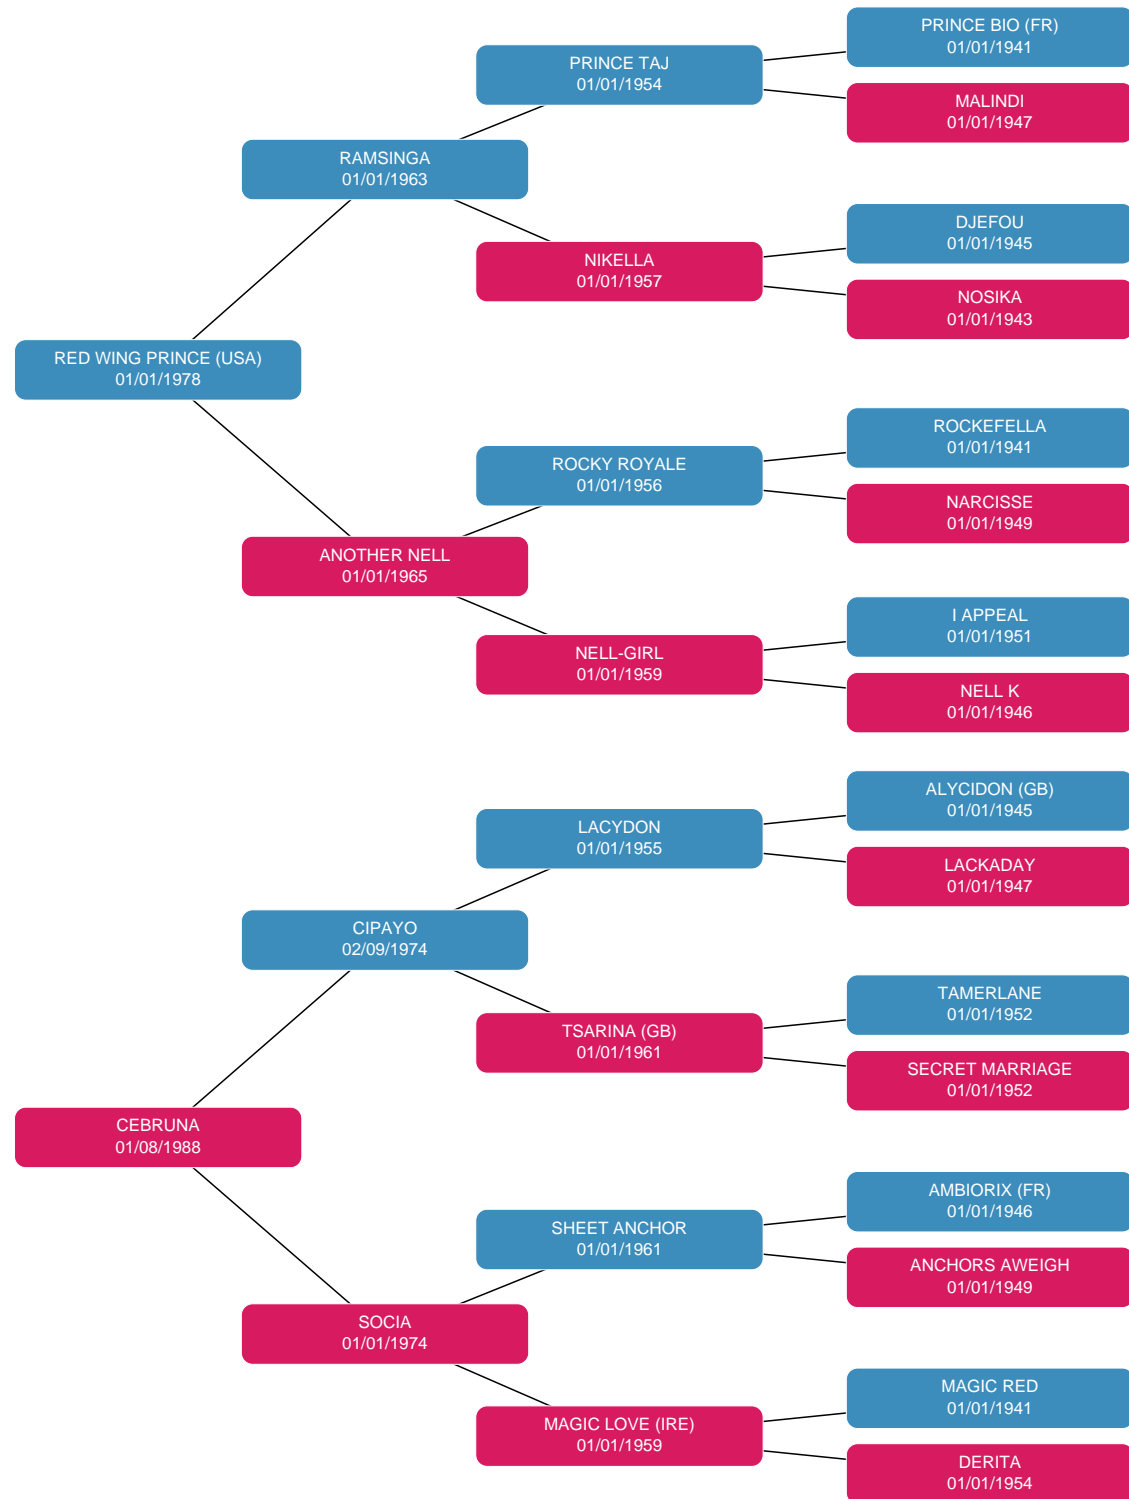 PRINCE BIO (FR)
01/01/1941
PRINCE TAJ
01/01/1954
MALINDI
01/01/1947
RAMSINGA
01/01/1963
DJEFOU
01/01/1945
NIKELLA
01/01/1957
NOSIKA
01/01/1943
RED WING PRINCE (USA)
01/01/1978
ROCKEFELLA
01/01/1941
ROCKY ROYALE
01/01/1956
NARCISSE
01/01/1949
ANOTHER NELL
01/01/1965
I APPEAL
01/01/1951
NELL-GIRL
01/01/1959
NELL K
01/01/1946
ALYCIDON (GB)
01/01/1945
LACYDON
01/01/1955
LACKADAY
01/01/1947
CIPAYO
02/09/1974
TAMERLANE
01/01/1952
TSARINA (GB)
01/01/1961
SECRET MARRIAGE
01/01/1952
CEBRUNA
01/08/1988
AMBIORIX (FR)
01/01/1946
SHEET ANCHOR
01/01/1961
ANCHORS AWEIGH
01/01/1949
SOCIA
01/01/1974
MAGIC RED
01/01/1941
MAGIC LOVE (IRE)
01/01/1959
DERITA
01/01/1954